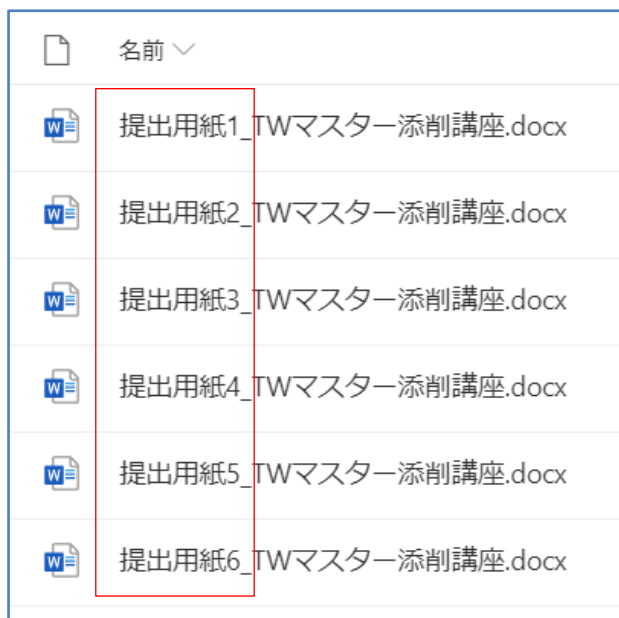 名前
提出用紙1_TWマスター添削講座.docx
提出用紙2_TWマスター添削講座.docx
提出用紙3_TWマスター添削講座.docx
提出用紙4_TWマスター添削講座.docx
提出用紙5_TWマスター添削講座.docx
提出用紙6_TWマスター添削講座.docx